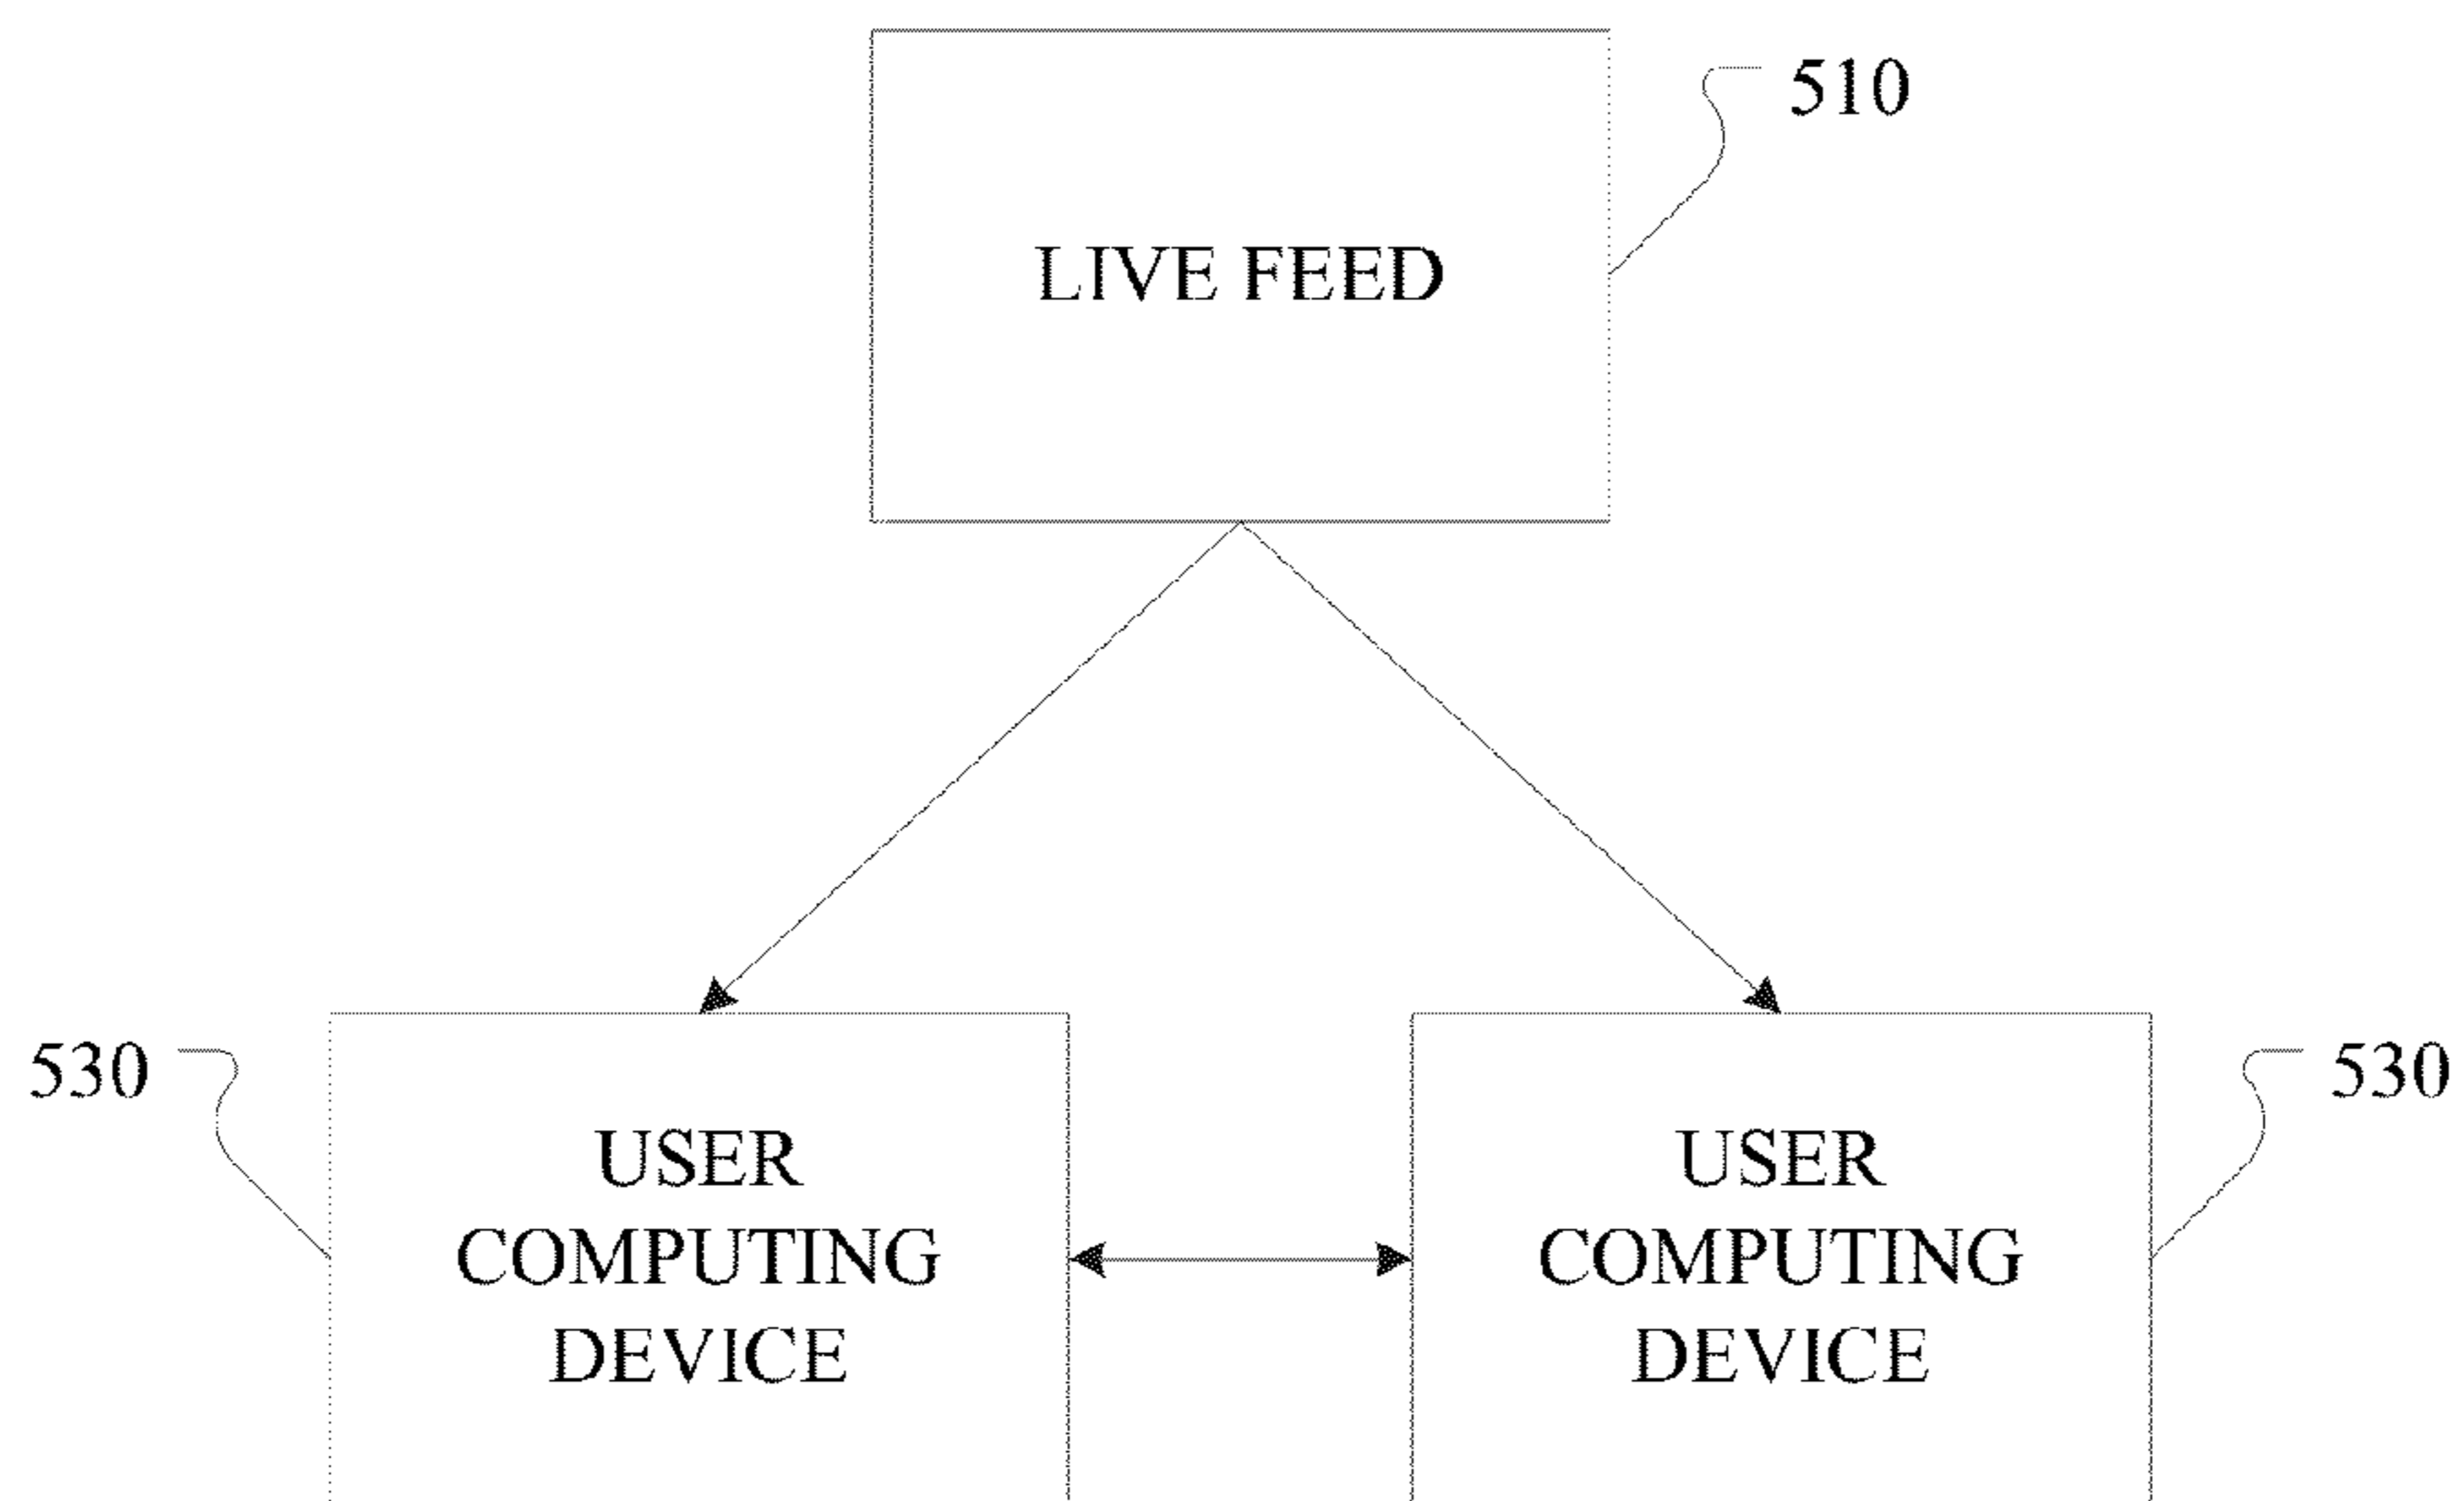 510
LIVE FEED
530
USER
COMPUTING
DEVICE
USER
COMPUTING
DEVICE
530